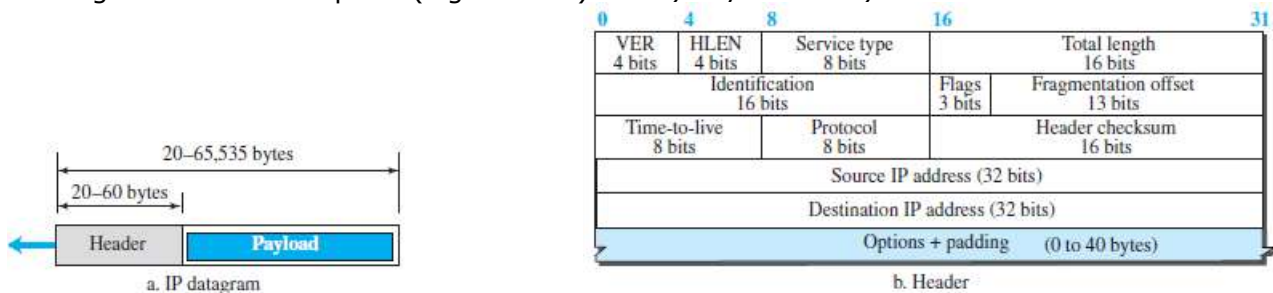 0 4 8 16 31
VER HLEN Service type Total length
4 bits 4 bits 8 bits 16 bits
Identification Flags Fragmentation offset
16 bits 3 bits 13 bits
Time-to-live Protocol Header checksum
8 bits 8 bits 16 bits
Source IP address (32 bits)
Destination IP address (32 bits)
Options + padding (0 to 40 bytes)
b. Header
20–65,535 bytes
20–60 bytes
Header Payload
a. IP datagram